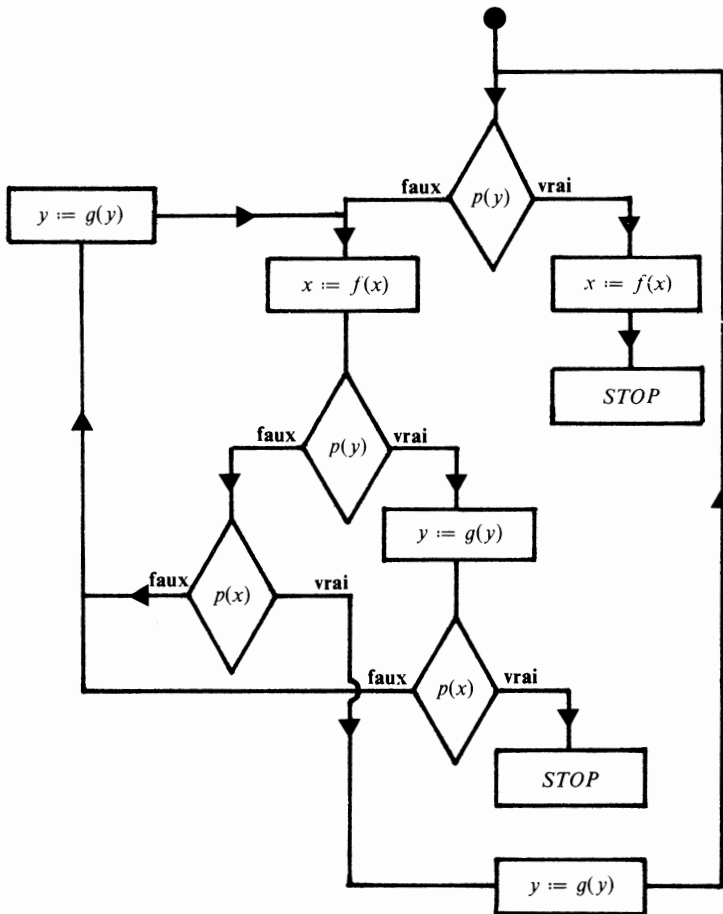 faux
p(y)
vrai
y := g(y)
x := f(x)
x := f(x)
STOP
faux
p(y)
vrai
y := g(y)
faux
p(x)
vrai
faux
p(x)
vrai
STOP
y := g(y)